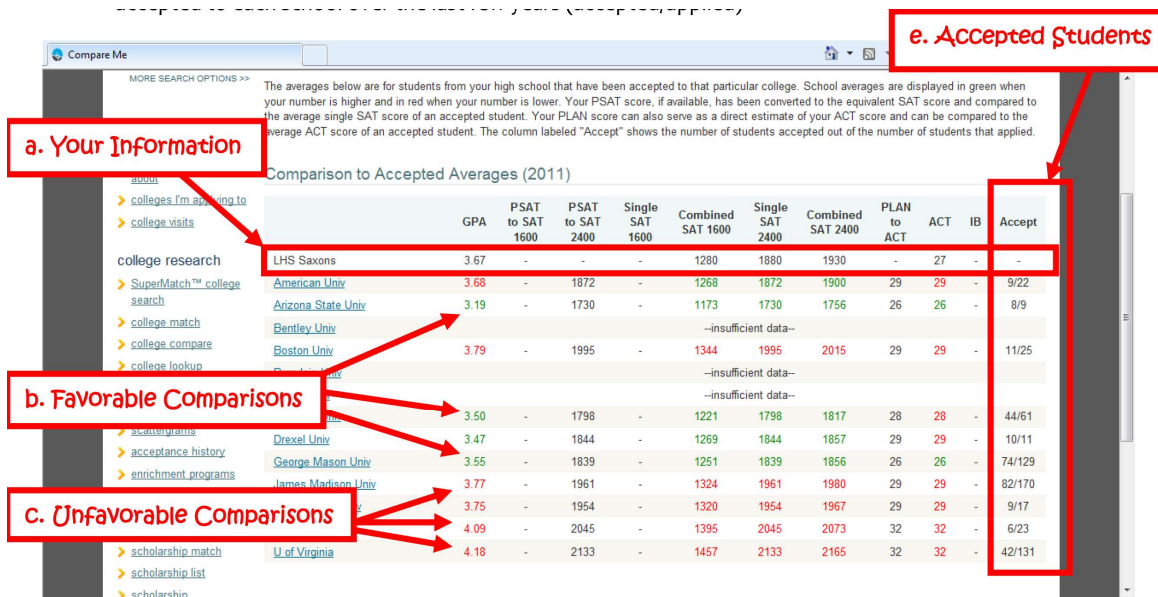 accepted to each school over the last few years (accepted/applied)
e. Accepted Students
Compare Me
MORE SEARCH OPTIONS >>
The averages below are for students from your high school that have been accepted to that particular college. School averages are displayed in green when
your number is higher and in red when your number is lower. Your PSAT score, if available, has been converted to the equivalent SAT score and compared to
the average single SAT score of an accepted student. Your PLAN score can also serve as a direct estimate of your ACT score and can be compared to the
average ACT score of an accepted student. The column labeled "Accept" shows the number of students accepted out of the number of students that applied.
a. Your Information
about
colleges I'm applying to
college visits
college research
SuperMatch™ college
search
college match
college compare
college lookup
scattergrams
acceptance history
enrichment programs
scholarship match
scholarship list
scholarship
Comparison to Accepted Averages (2011)
GPA PSAT to SAT 1600 PSAT to SAT 2400 Single SAT 1600 Combined SAT 1600 Single SAT 2400 Combined SAT 2400 PLAN to ACT ACT IB Accept
LHS Saxons 3.67 - - - 1280 1880 1930 - 27 - -
American Univ 3.68 - 1872 - 1268 1872 1900 29 29 - 9/22
Arizona State Univ 3.19 - 1730 - 1173 1730 1756 26 26 - 8/9
Bentley Univ --insufficient data--
Boston Univ 3.79 - 1995 - 1344 1995 2015 29 29 - 11/25
--insufficient data--
--insufficient data--
3.50 - 1798 - 1221 1798 1817 28 28 - 44/61
Drexel Univ 3.47 - 1844 - 1269 1844 1857 29 29 - 10/11
George Mason Univ 3.55 - 1839 - 1251 1839 1856 26 26 - 74/129
James Madison Univ 3.77 - 1961 - 1324 1961 1980 29 29 - 82/170
3.75 - 1954 - 1320 1954 1967 29 29 - 9/17
4.09 - 2045 - 1395 2045 2073 32 32 - 6/23
U of Virginia 4.18 - 2133 - 1457 2133 2165 32 32 - 42/131
b. Favorable Comparisons
c. Unfavorable Comparisons